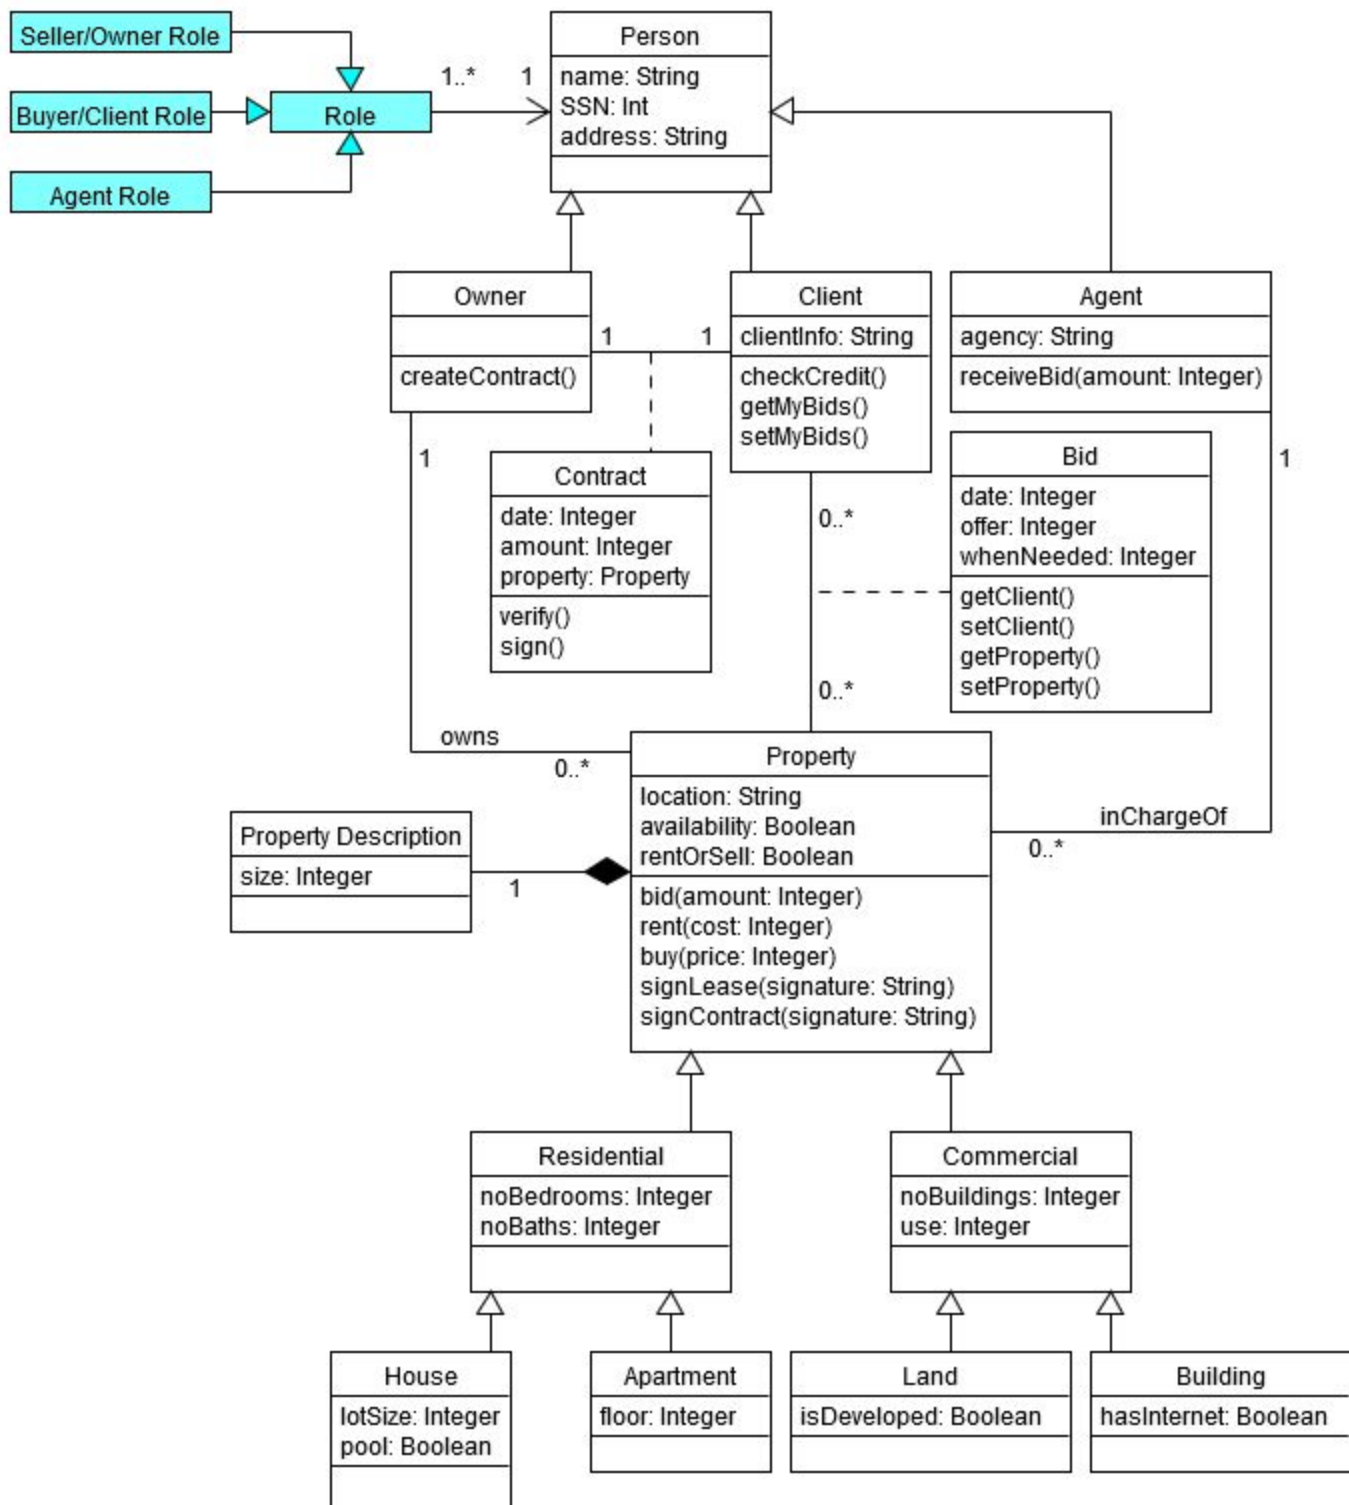 Seller/Owner Role
Buyer/Client Role
Agent Role
Role
1..*
1
Person
name: String
SSN: Int
address: String
Owner
createContract()
1
1
Client
clientInfo: String
checkCredit()
getMyBids()
setMyBids()
Agent
agency: String
receiveBid(amount: Integer)
1
Contract
date: Integer
amount: Integer
property: Property
verify()
sign()
0..*
0..*
Bid
date: Integer
offer: Integer
whenNeeded: Integer
getClient()
setClient()
getProperty()
setProperty()
1
owns
0..*
Property
location: String
availability: Boolean
rentOrSell: Boolean
bid(amount: Integer)
rent(cost: Integer)
buy(price: Integer)
signLease(signature: String)
signContract(signature: String)
inChargeOf
0..*
Property Description
size: Integer
1
Residential
noBedrooms: Integer
noBaths: Integer
Commercial
noBuildings: Integer
use: Integer
House
lotSize: Integer
pool: Boolean
Apartment
floor: Integer
Land
isDeveloped: Boolean
Building
hasInternet: Boolean